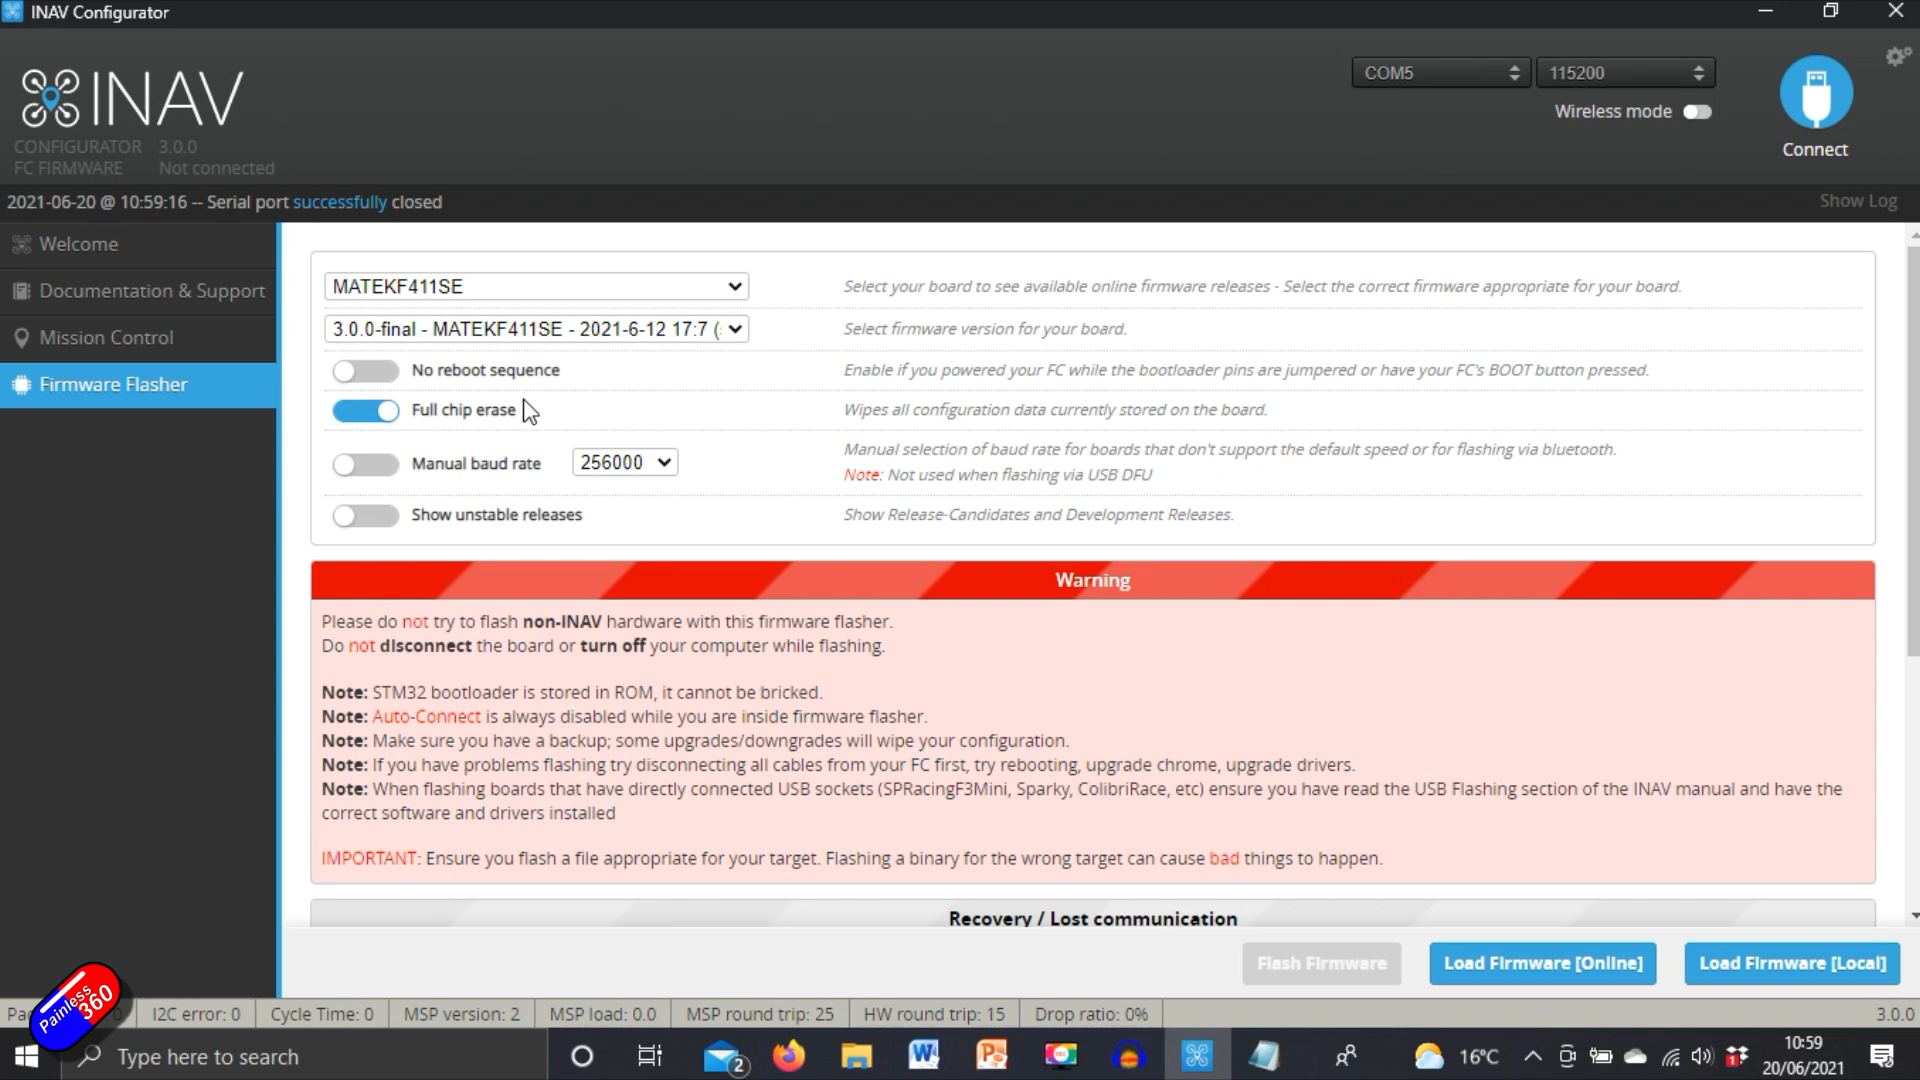 INAV Configurator
INAV
CONFIGURATOR 3.0.0
FC FIRMWARE Not connected
COM5
115200
Wireless mode
Connect
2021-06-20 @ 10:59:16 -- Serial port successfully closed
Show Log
Welcome
Documentation & Support
Mission Control
Firmware Flasher
MATEKF411SE
Select your board to see available online firmware releases - Select the correct firmware appropriate for your board.
3.0.0-final - MATEKF411SE - 2021-6-12 17:7 (
Select firmware version for your board.
No reboot sequence
Enable if you powered your FC while the bootloader pins are jumpered or have your FC's BOOT button pressed.
Full chip erase
Wipes all configuration data currently stored on the board.
Manual baud rate
256000
Manual selection of baud rate for boards that don't support the default speed or for flashing via bluetooth.
Note: Not used when flashing via USB DFU
Show unstable releases
Show Release-Candidates and Development Releases.
Warning
Please do not try to flash non-INAV hardware with this firmware flasher.
Do not disconnect the board or turn off your computer while flashing.
Note: STM32 bootloader is stored in ROM, it cannot be bricked.
Note: Auto-Connect is always disabled while you are inside firmware flasher.
Note: Make sure you have a backup; some upgrades/downgrades will wipe your configuration.
Note: If you have problems flashing try disconnecting all cables from your FC first, try rebooting, upgrade chrome, upgrade drivers.
Note: When flashing boards that have directly connected USB sockets (SPRacingF3Mini, Sparky, ColibriRace, etc) ensure you have read the USB Flashing section of the INAV manual and have the
correct software and drivers installed
IMPORTANT: Ensure you flash a file appropriate for your target. Flashing a binary for the wrong target can cause bad things to happen.
Recovery / Lost communication
Flash Firmware
Load Firmware [Online]
Load Firmware [Local]
Painless360
I2C error: 0
Cycle Time: 0
MSP version: 2
MSP load: 0.0
MSP round trip: 25
HW round trip: 15
Drop ratio: 0%
3.0.0
Type here to search
2
16°C
10:59
20/06/2021